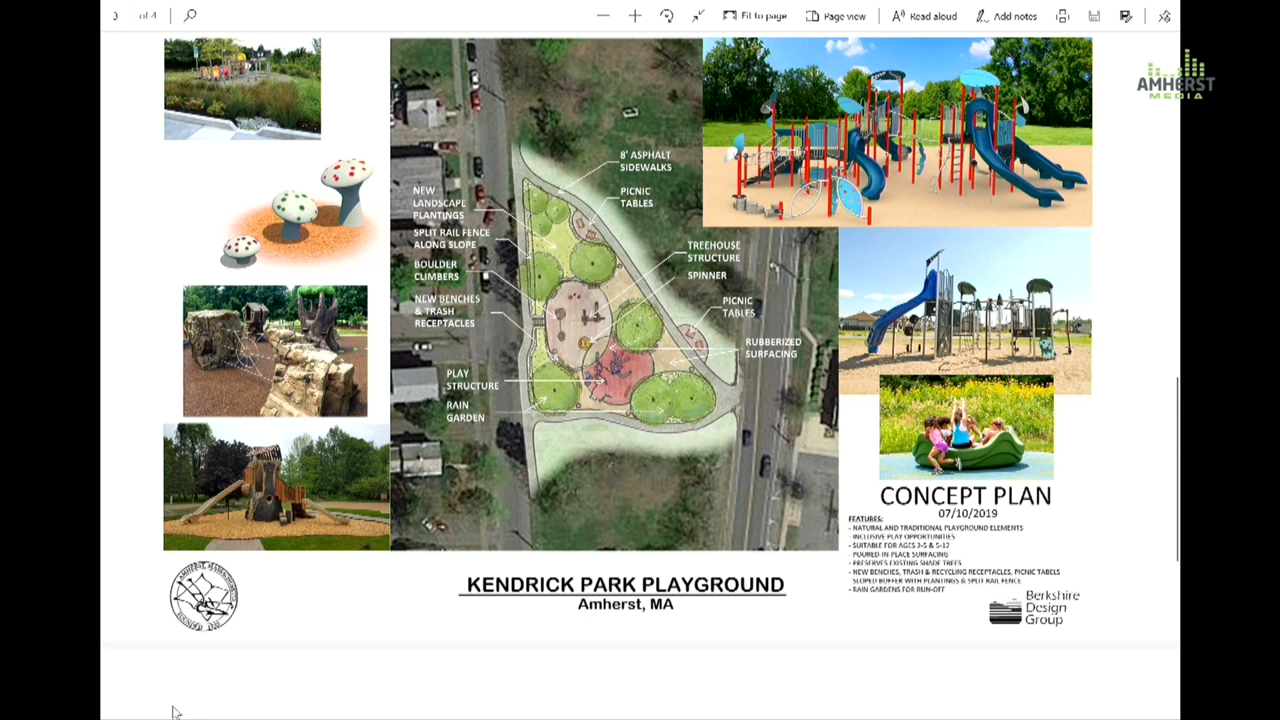 3 of 4
Fit to page
Page view
Read aloud
Add notes
AMHERST
MEDIA
8' ASPHALT
SIDEWALKS
PICNIC
TABLES
NEW
LANDSCAPE
PLANTINGS
SPLIT RAIL FENCE
ALONG SLOPE
BOULDER
CLIMBERS
NEW BENCHES
& TRASH
RECEPTACLES
TREEHOUSE
STRUCTURE
SPINNER
PICNIC
TABLES
RUBBERIZED
SURFACING
PLAY
STRUCTURE
RAIN
GARDEN
CONCEPT PLAN
07/10/2019
FEATURES:
- NATURAL AND TRADITIONAL PLAYGROUND ELEMENTS
- INCLUSIVE PLAY OPPORTUNITIES
- SUITABLE FOR AGES 2-5 & 5-12
- POURED-IN-PLACE SURFACING
- PRESERVES EXISTING SHADE TREES
- NEW BENCHES, TRASH & RECYCLING RECEPTACLES, PICNIC TABLES
SLOPED BUFFER WITH PLANTINGS & SPLIT RAIL FENCE
- RAIN GARDENS FOR RUN-OFF
KENDRICK PARK PLAYGROUND
Amherst, MA
Berkshire
Design
Group